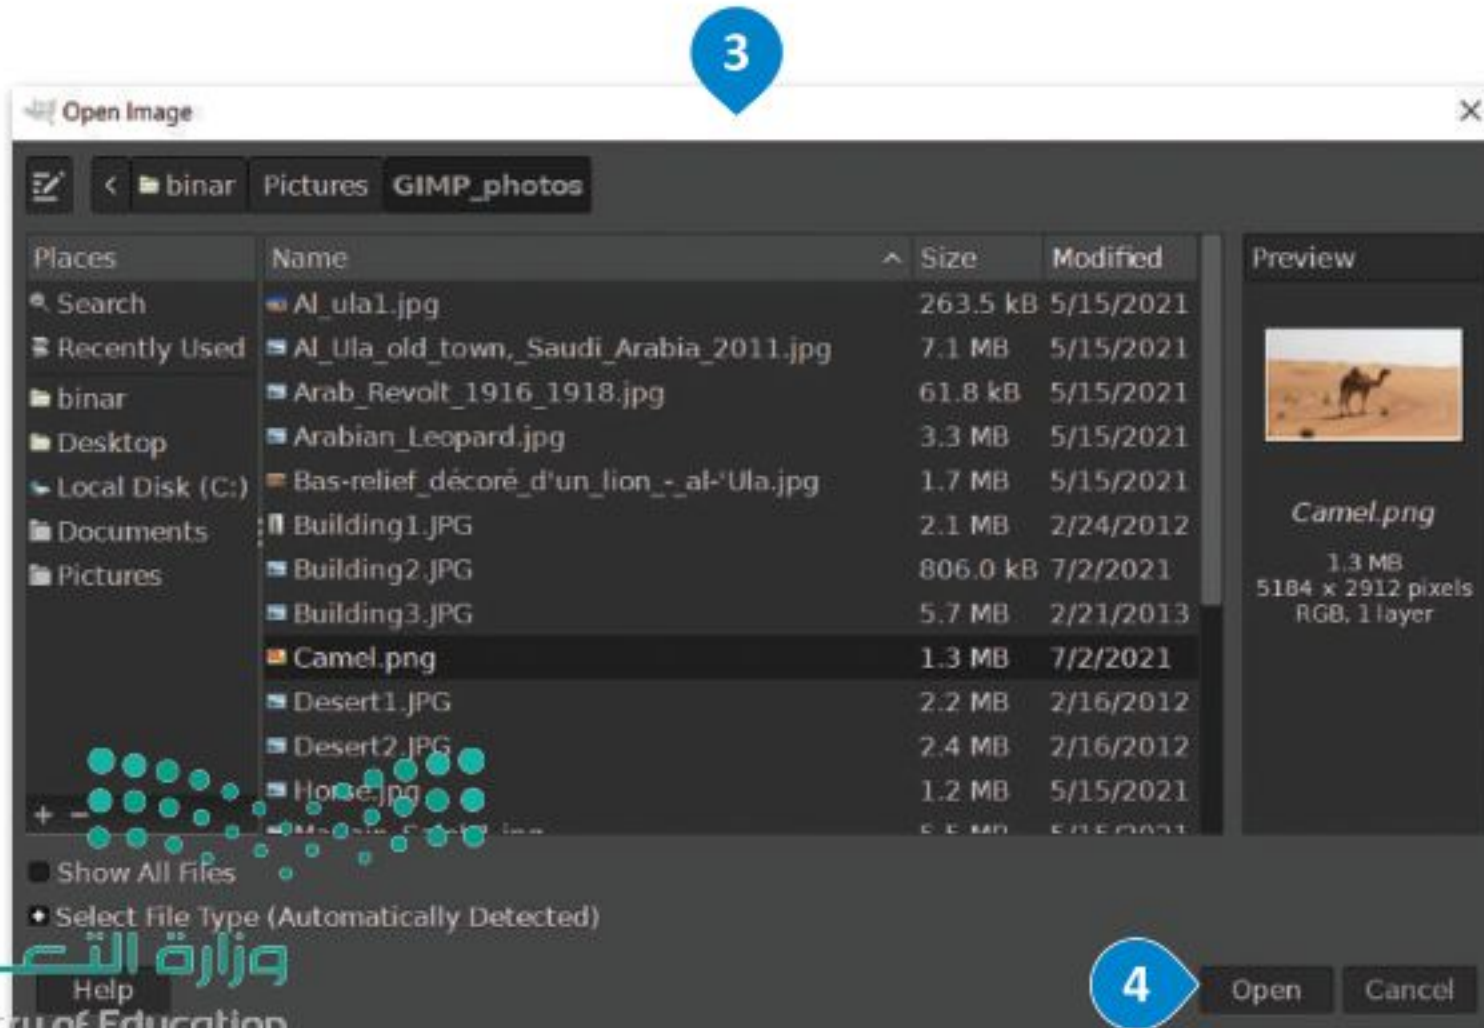 3
Open Image
binar Pictures GIMP_photos
Places Name Size Modified Preview
Search Al_ula1.jpg 263.5 kB 5/15/2021
Recently Used Al_Ula_old_town,_Saudi_Arabia_2011.jpg 7.1 MB 5/15/2021
binar Arab_Revolt_1916_1918.jpg 61.8 kB 5/15/2021
Desktop Arabian_Leopard.jpg 3.3 MB 5/15/2021
Local Disk (C:) Bas-relief_décoré_d'un_lion_-_al-'Ula.jpg 1.7 MB 5/15/2021
Documents Building1.JPG 2.1 MB 2/24/2012
Pictures Building2.JPG 806.0 kB 7/2/2021
Building3.JPG 5.7 MB 2/21/2013
Camel.png 1.3 MB 7/2/2021
Desert1.JPG 2.2 MB 2/16/2012
Desert2.JPG 2.4 MB 2/16/2012
Horse.jpg 1.2 MB 5/15/2021
Camel.png
1.3 MB
5184 x 2912 pixels
RGB, 1 layer
Show All Files
Select File Type (Automatically Detected)
وزارة التع
Help 4 Open Cancel
of Education